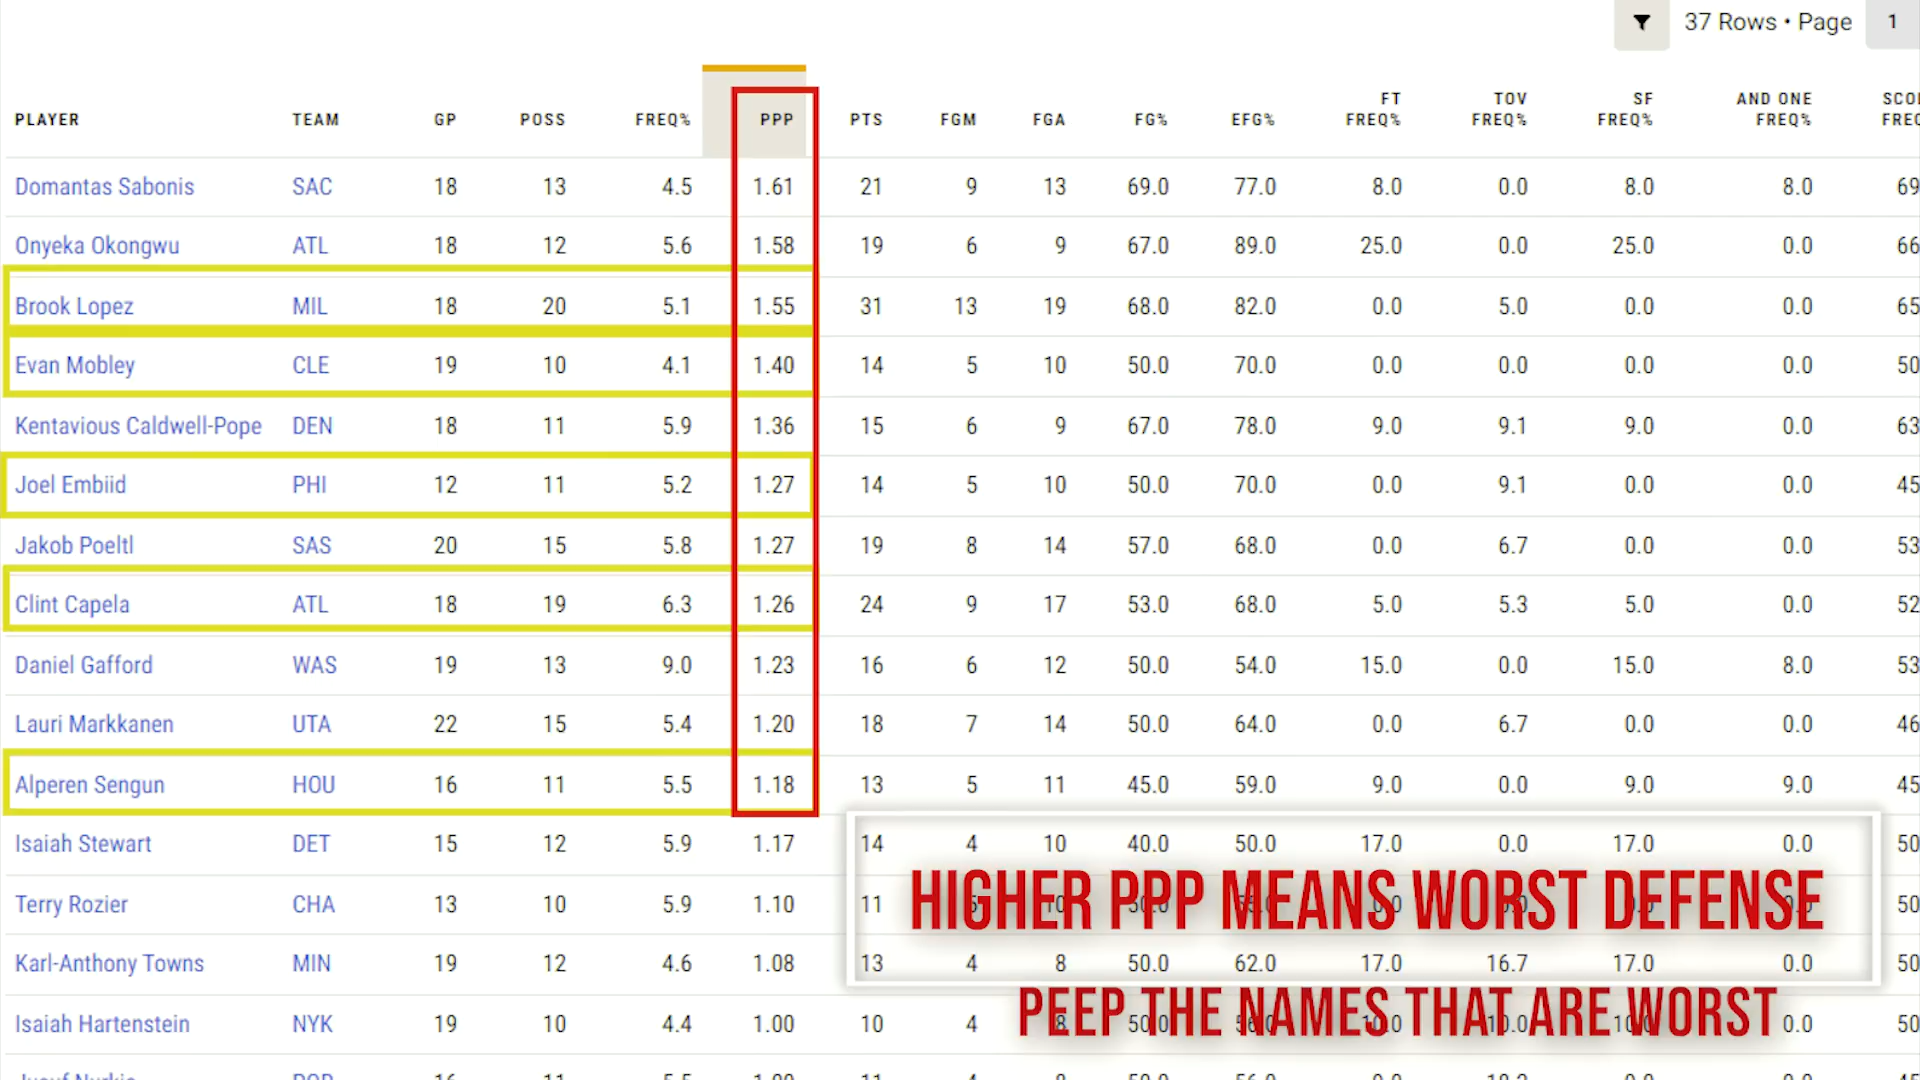 37 Rows • Page 1
PLAYER TEAM GP POSS FREQ% PPP PTS FGM FGA FG% EFG% FT FREQ% TOV FREQ% SF FREQ% AND ONE FREQ%
Domantas Sabonis SAC 18 13 4.5 1.61 21 9 13 69.0 77.0 8.0 0.0 8.0 8.0 69
Onyeka Okongwu ATL 18 12 5.6 1.58 19 6 9 67.0 89.0 25.0 0.0 25.0 0.0 66
Brook Lopez MIL 18 20 5.1 1.55 31 13 19 68.0 82.0 0.0 5.0 0.0 0.0 65
Evan Mobley CLE 19 10 4.1 1.40 14 5 10 50.0 70.0 0.0 0.0 0.0 0.0 50
Kentavious Caldwell-Pope DEN 18 11 5.9 1.36 15 6 9 67.0 78.0 9.0 9.1 9.0 0.0 63
Joel Embiid PHI 12 11 5.2 1.27 14 5 10 50.0 70.0 0.0 9.1 0.0 0.0 45
Jakob Poeltl SAS 20 15 5.8 1.27 19 8 14 57.0 68.0 0.0 6.7 0.0 0.0 53
Clint Capela ATL 18 19 6.3 1.26 24 9 17 53.0 68.0 5.0 5.3 5.0 0.0 52
Daniel Gafford WAS 19 13 9.0 1.23 16 6 12 50.0 54.0 15.0 0.0 15.0 8.0 53
Lauri Markkanen UTA 22 15 5.4 1.20 18 7 14 50.0 64.0 0.0 6.7 0.0 0.0 46
Alperen Sengun HOU 16 11 5.5 1.18 13 5 11 45.0 59.0 9.0 0.0 9.0 9.0 45
Isaiah Stewart DET 15 12 5.9 1.17 14 4 10 40.0 50.0 17.0 0.0 17.0 0.0 50
Terry Rozier CHA 13 10 5.9 1.10 11 50
HIGHER PPP MEANS WORST DEFENSE
Karl-Anthony Towns MIN 19 12 4.6 1.08 13 4 8 50.0 62.0 17.0 16.7 17.0 0.0 50
Isaiah Hartenstein NYK 19 10 4.4 1.00 10 4 0.0 50
PEEP THE NAMES THAT ARE WORST